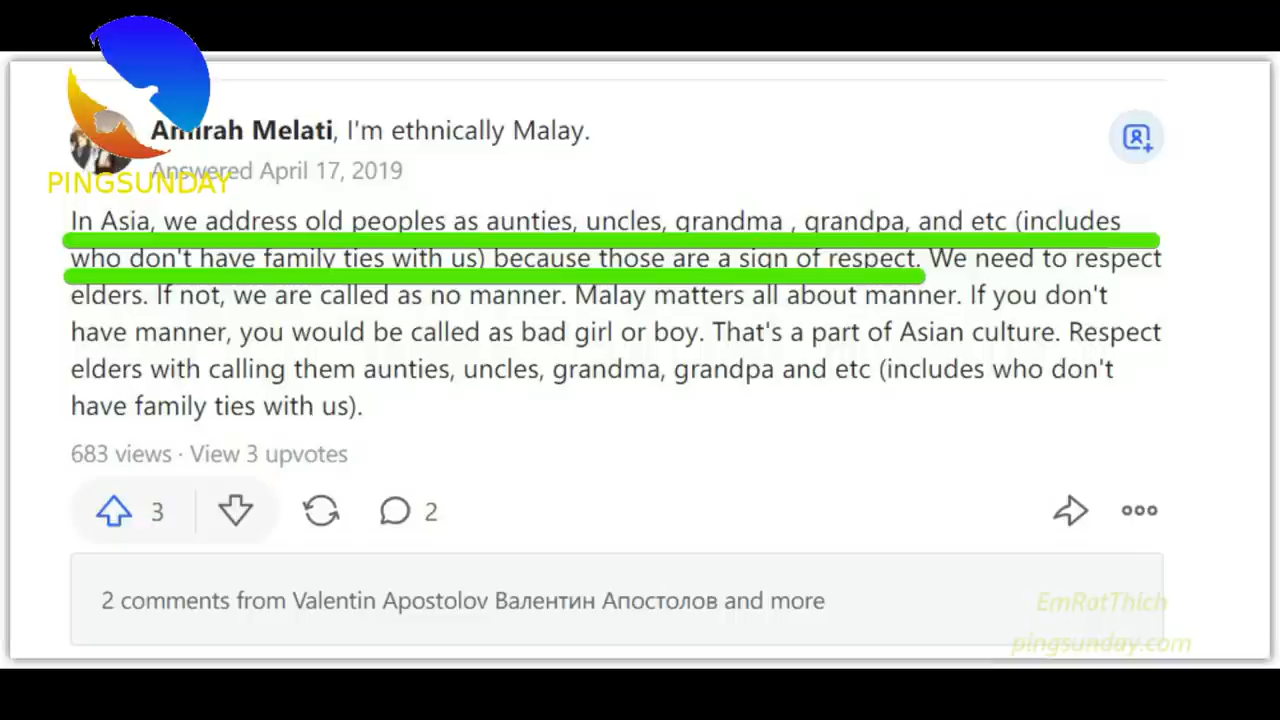 Amirah Melati, I'm ethnically Malay.
Answered April 17, 2019
PINGSUNDAY
In Asia, we address old peoples as aunties, uncles, grandma , grandpa, and etc (includes
who don't have family ties with us) because those are a sign of respect. We need to respect
elders. If not, we are called as no manner. Malay matters all about manner. If you don't
have manner, you would be called as bad girl or boy. That's a part of Asian culture. Respect
elders with calling them aunties, uncles, grandma, grandpa and etc (includes who don't
have family ties with us).
683 views · View 3 upvotes
3
2
2 comments from Valentin Apostolov Валентин Апостолов and more
EmRatThich
pingsunday.com